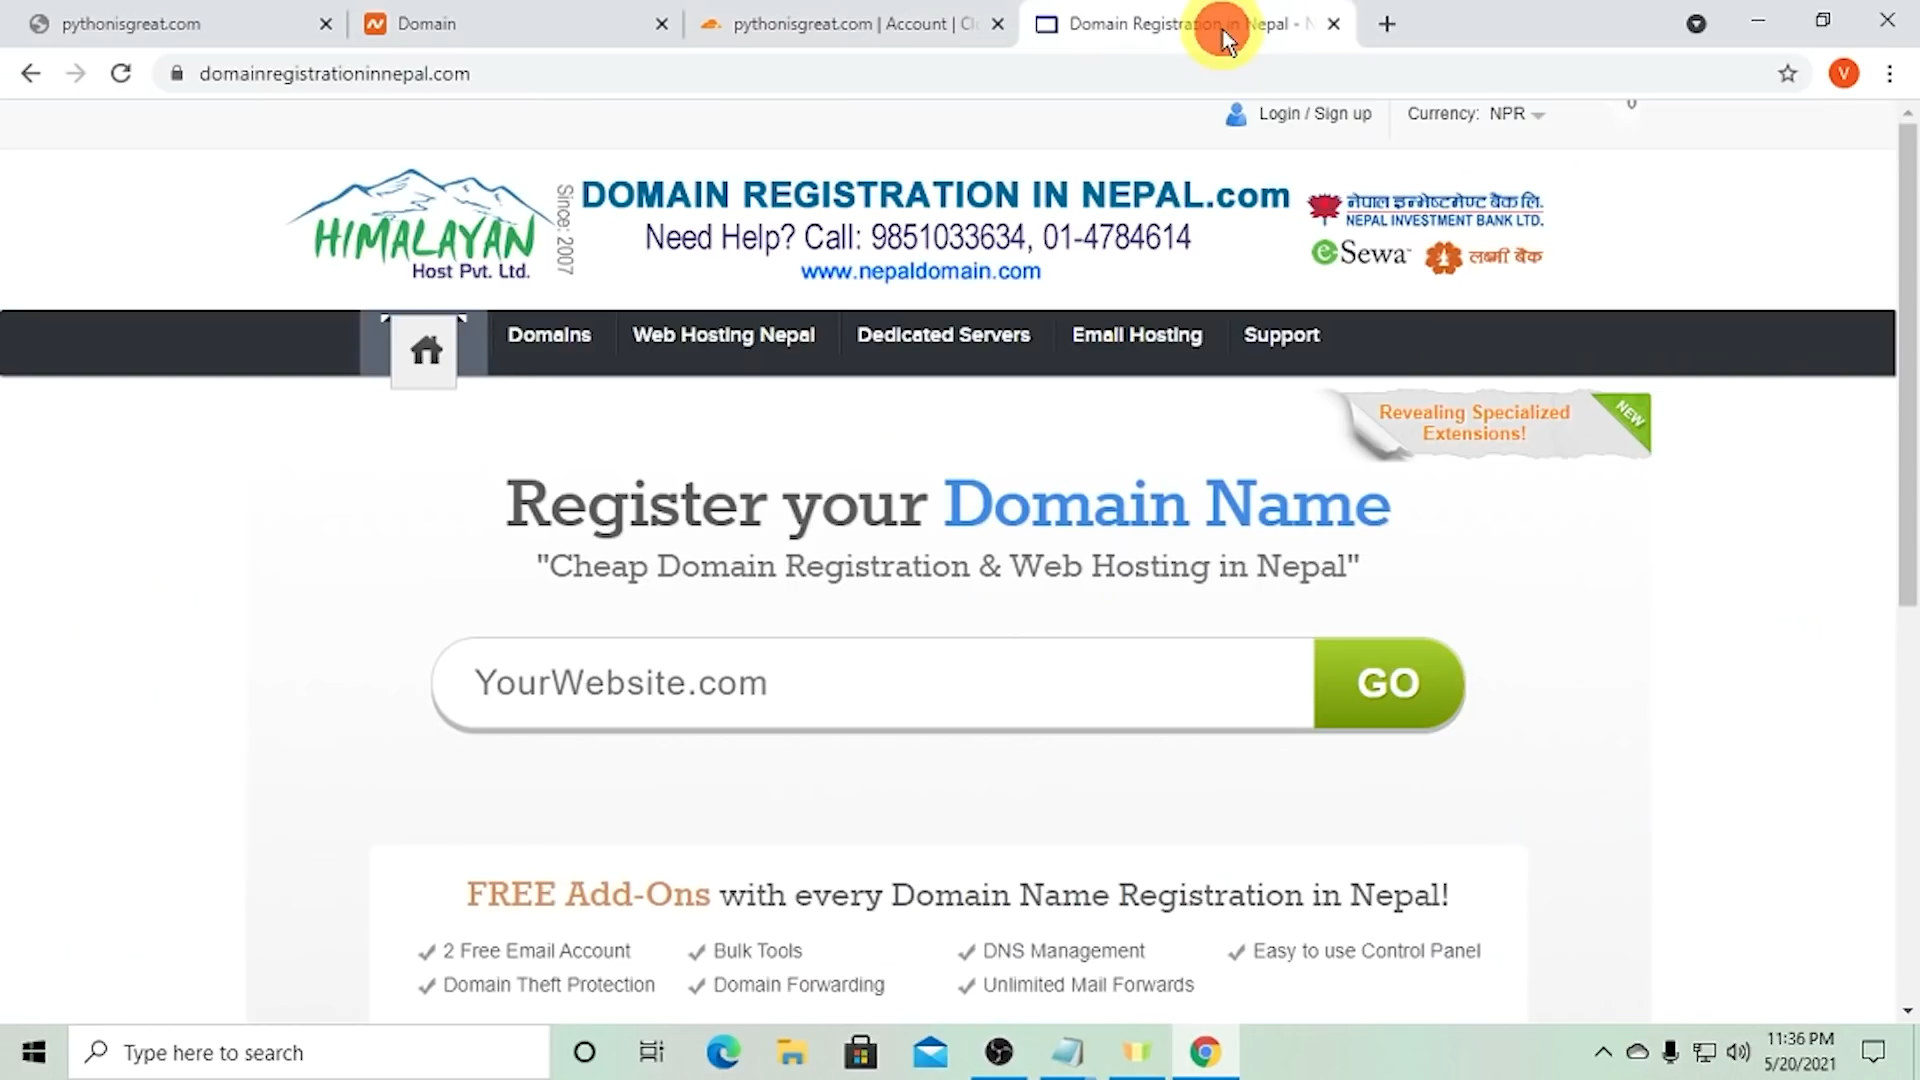 pythonisgreat.com
Domain
pythonisgreat.com | Account | Cl
Domain Registration in Nepal - N
domainregistrationinnepal.com
V
Login / Sign up
Currency: NPR
0
HIMALAYAN
Host Pvt. Ltd.
Since: 2007
DOMAIN REGISTRATION IN NEPAL.com
Need Help? Call: 9851033634, 01-4784614
www.nepaldomain.com
नेपाल इन्भेष्टमेण्ट बैंक लि.
NEPAL INVESTMENT BANK LTD.
eSewa
लक्ष्मी बैंक
Domains
Web Hosting Nepal
Dedicated Servers
Email Hosting
Support
Revealing Specialized
Extensions!
NEW
Register your Domain Name
"Cheap Domain Registration & Web Hosting in Nepal"
YourWebsite.com
GO
FREE Add-Ons with every Domain Name Registration in Nepal!
2 Free Email Account
Bulk Tools
DNS Management
Easy to use Control Panel
Domain Theft Protection
Domain Forwarding
Unlimited Mail Forwards
Type here to search
11:36 PM
5/20/2021